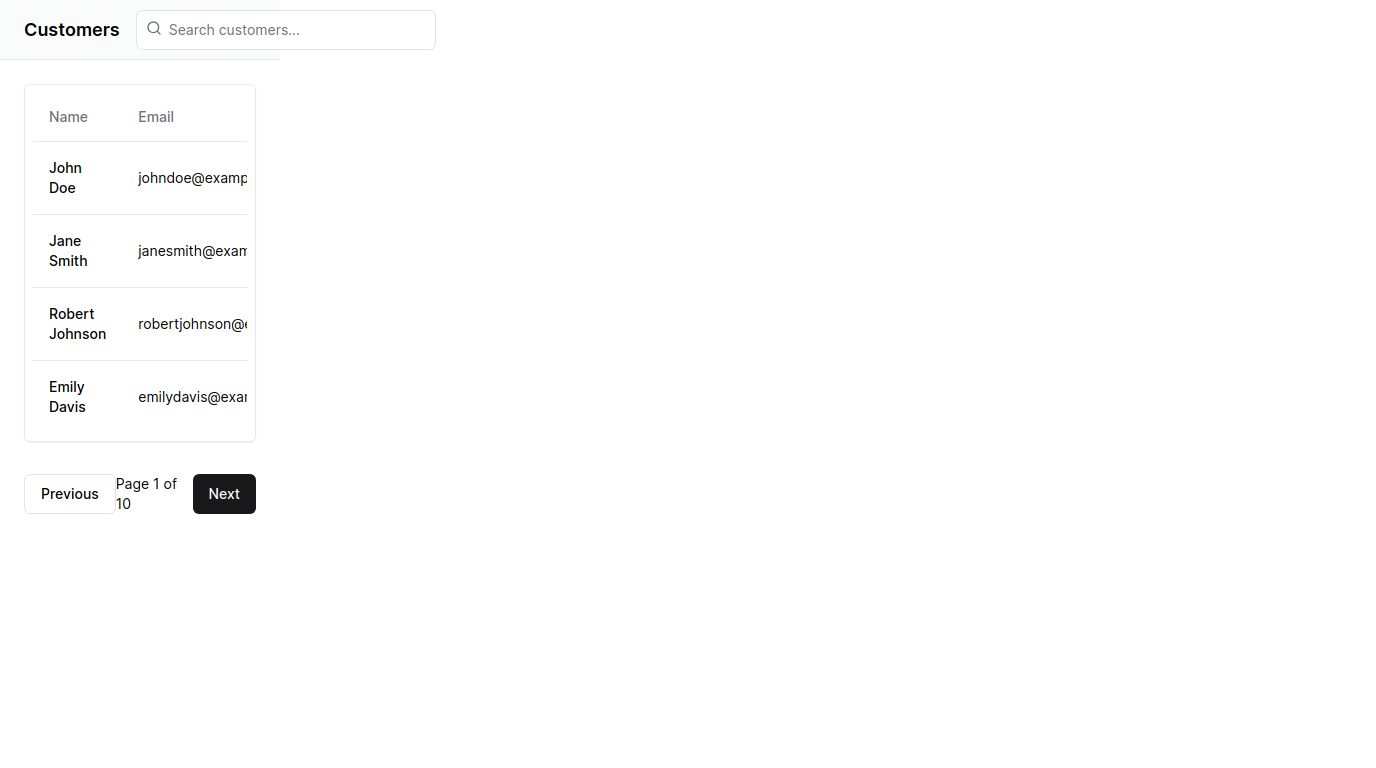 Customers
Search customers...
Name Email
John
Doe
johndoe@examp
Jane
Smith
janesmith@exam
Robert
Johnson
robertjohnson@e
Emily
Davis
emilydavis@exar
Previous
Page 1 of
10
Next